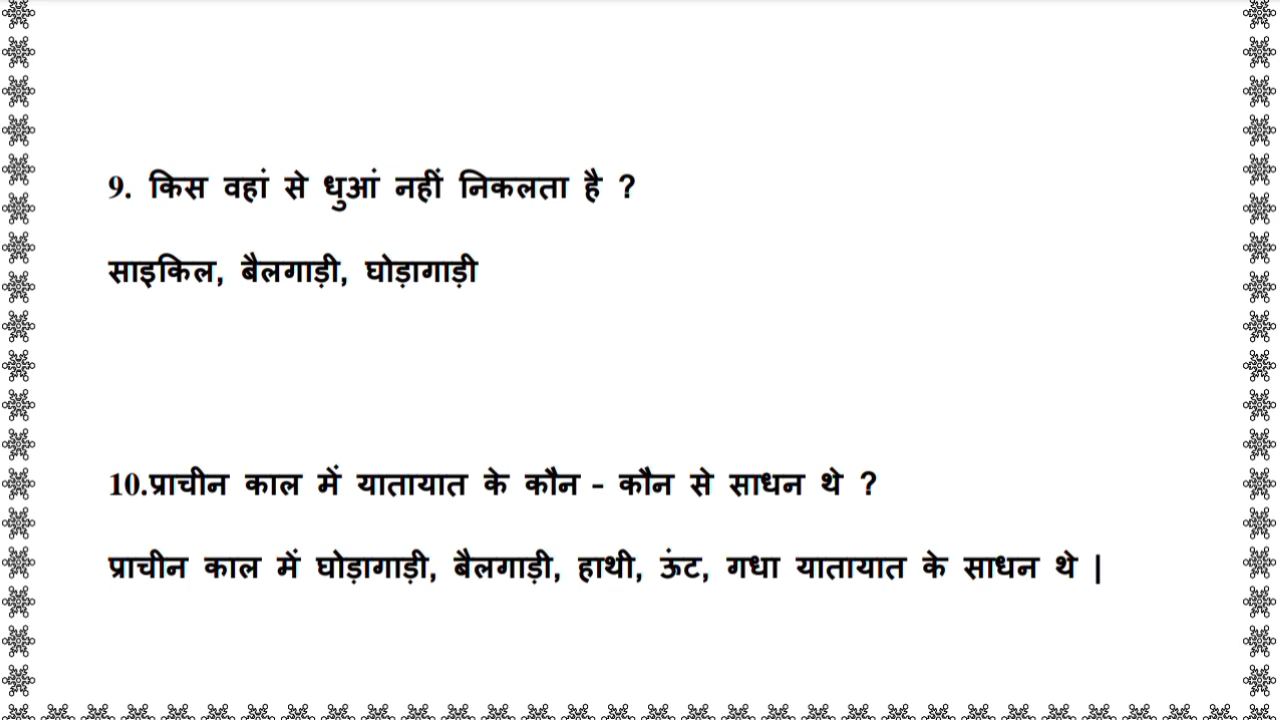 9. किस वहां से धुआं नहीं निकलता है ?
साइकिल, बैलगाड़ी, घोड़ागाड़ी
10.प्राचीन काल में यातायात के कौन - कौन से साधन थे ?
प्राचीन काल में घोड़ागाड़ी, बैलगाड़ी, हाथी, ऊंट, गधा यातायात के साधन थे |